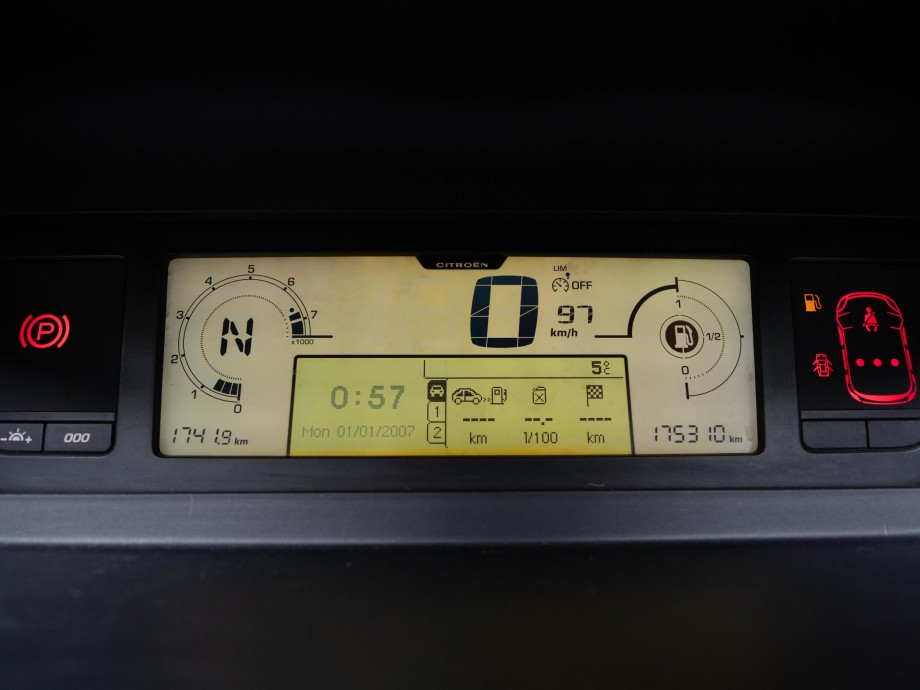 CITROËN
P
4 5 6
3 7
2 x1000
1
0
N
0
LIM
OFF
97
km/h
1
1/2
0
5°C
0:57
Mon 01/01/2007
1
2
---- --.- ----
km 1/100 km
1741.9 km
175310 km
- +
000